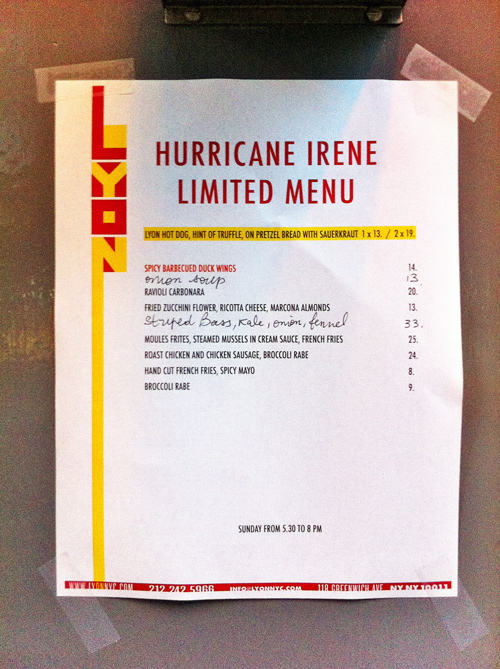 LYON
HURRICANE IRENE
LIMITED MENU
LYON HOT DOG, HINT OF TRUFFLE, ON PRETZEL BREAD WITH SAUERKRAUT 1 x 13. / 2 x 19.
SPICY BARBECUED DUCK WINGS 14.
onion soup 13.
RAVIOLI CARBONARA 20.
FRIED ZUCCHINI FLOWER, RICOTTA CHEESE, MARCONA ALMONDS 13.
Striped Bass, Kale, onion, fennel 33.
MOULES FRITES, STEAMED MUSSELS IN CREAM SAUCE, FRENCH FRIES 25.
ROAST CHICKEN AND CHICKEN SAUSAGE, BROCCOLI RABE 24.
HAND CUT FRENCH FRIES, SPICY MAYO 8.
BROCCOLI RABE 9.
SUNDAY FROM 5.30 TO 8 PM
WWW.LYONNYC.COM 212 242 5966 INFO@LYONNYC.COM 118 GREENWICH AVE NY NY 10011